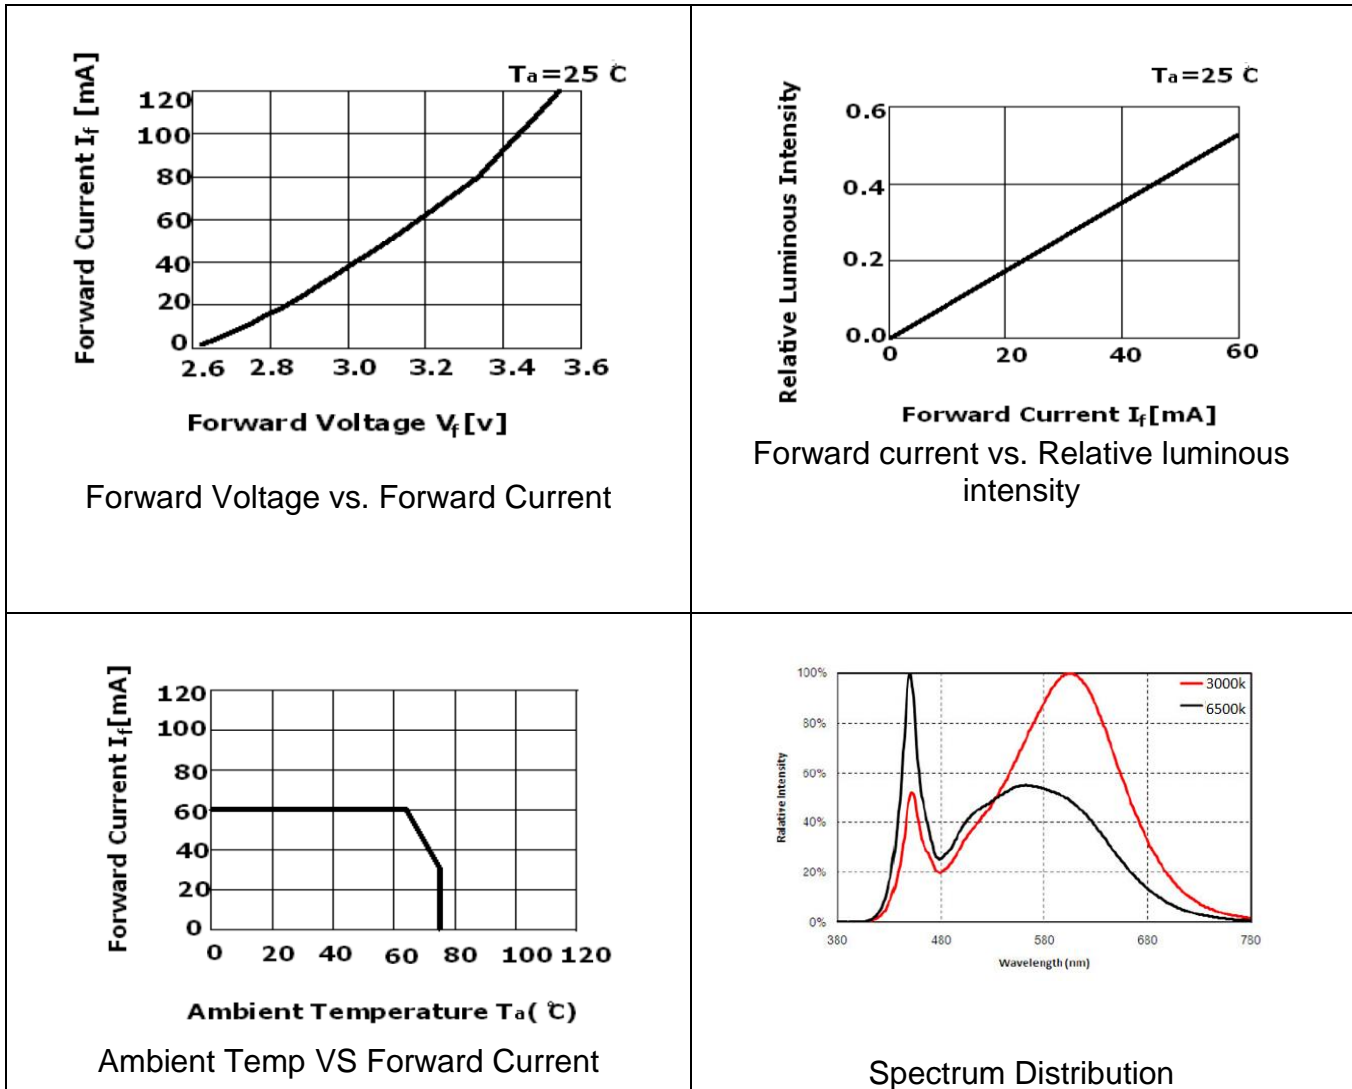 Ta=25 ℃
Forward Current If [mA]
120
100
80
60
40
20
0
2.6 2.8 3.0 3.2 3.4 3.6
Forward Voltage Vf[v]
Forward Voltage vs. Forward Current
Ta=25 ℃
Relative Luminous Intensity
0.6
0.4
0.2
0.0
0 20 40 60
Forward Current If[mA]
Forward current vs. Relative luminous
intensity
Forward Current If[mA]
120
100
80
60
40
20
0
0 20 40 60 80 100 120
Ambient Temperature Ta( ℃)
Ambient Temp VS Forward Current
Ralative Intensity
100%
80%
60%
40%
20%
0%
3000k
6500k
380 480 580 680 780
Wavelength (nm)
Spectrum Distribution